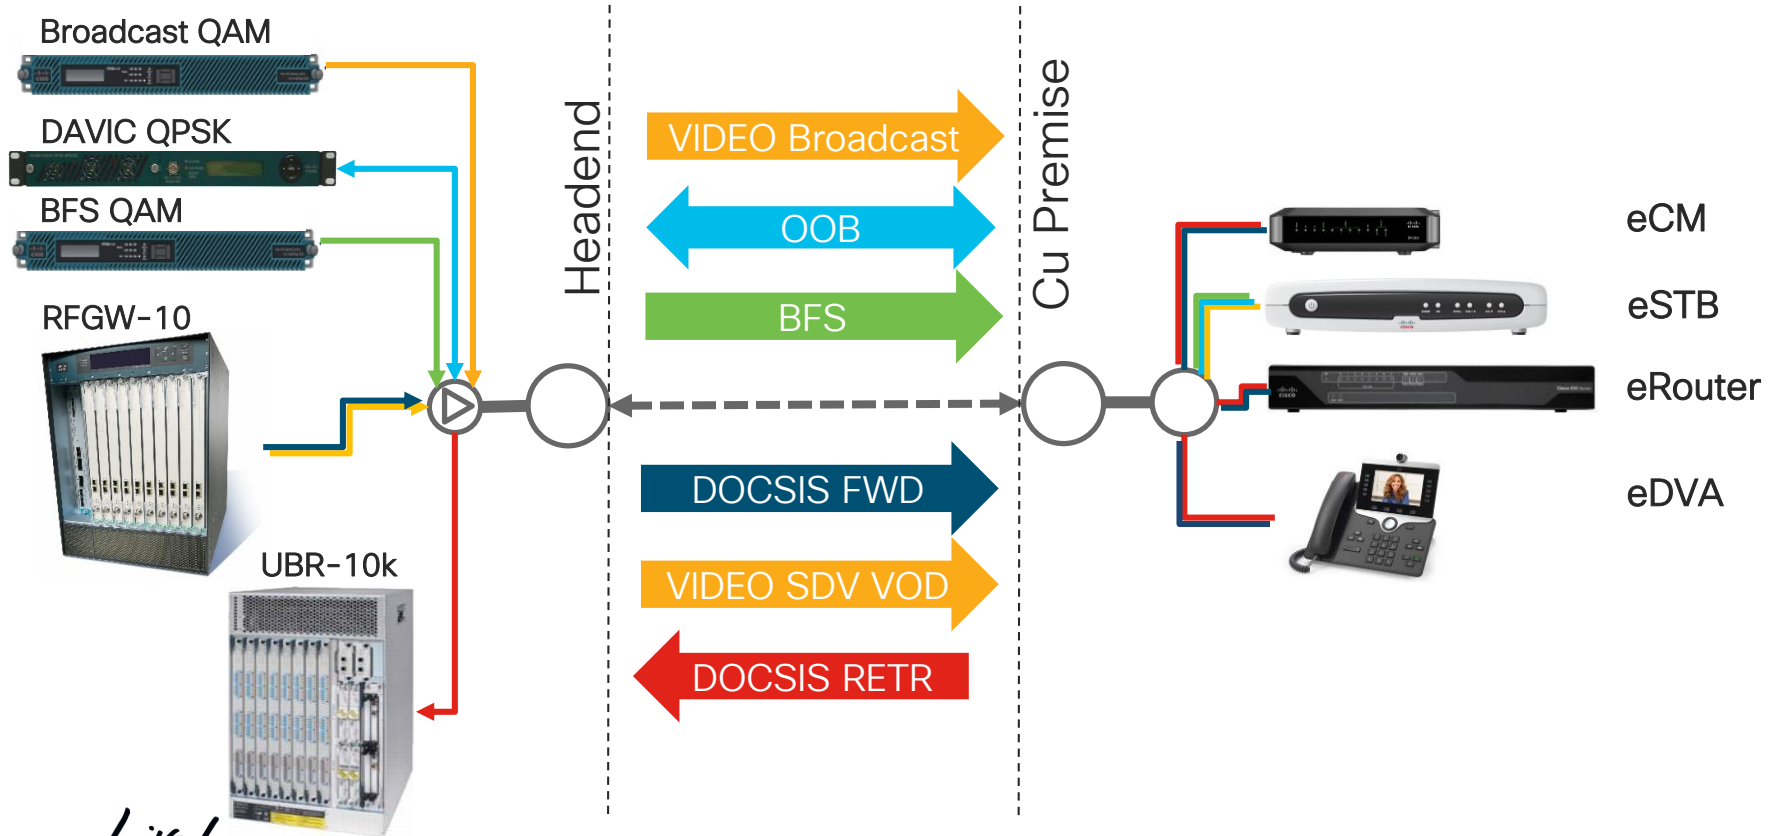 Broadcast QAM
DAVIC QPSK
BFS QAM
RFGW-10
UBR-10k
Headend
VIDEO Broadcast
OOB
BFS
DOCSIS FWD
VIDEO SDV VOD
DOCSIS RETR
Cu Premise
eCM
eSTB
eRouter
eDVA